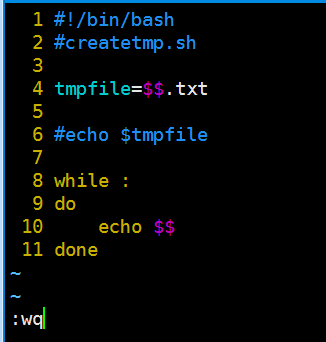 1 #!/bin/bash
2 #createtmp.sh
3
4 tmpfile=$$.txt
5
6 #echo $tmpfile
7
8 while :
9 do
10     echo $$
11 done
~
~
:wq